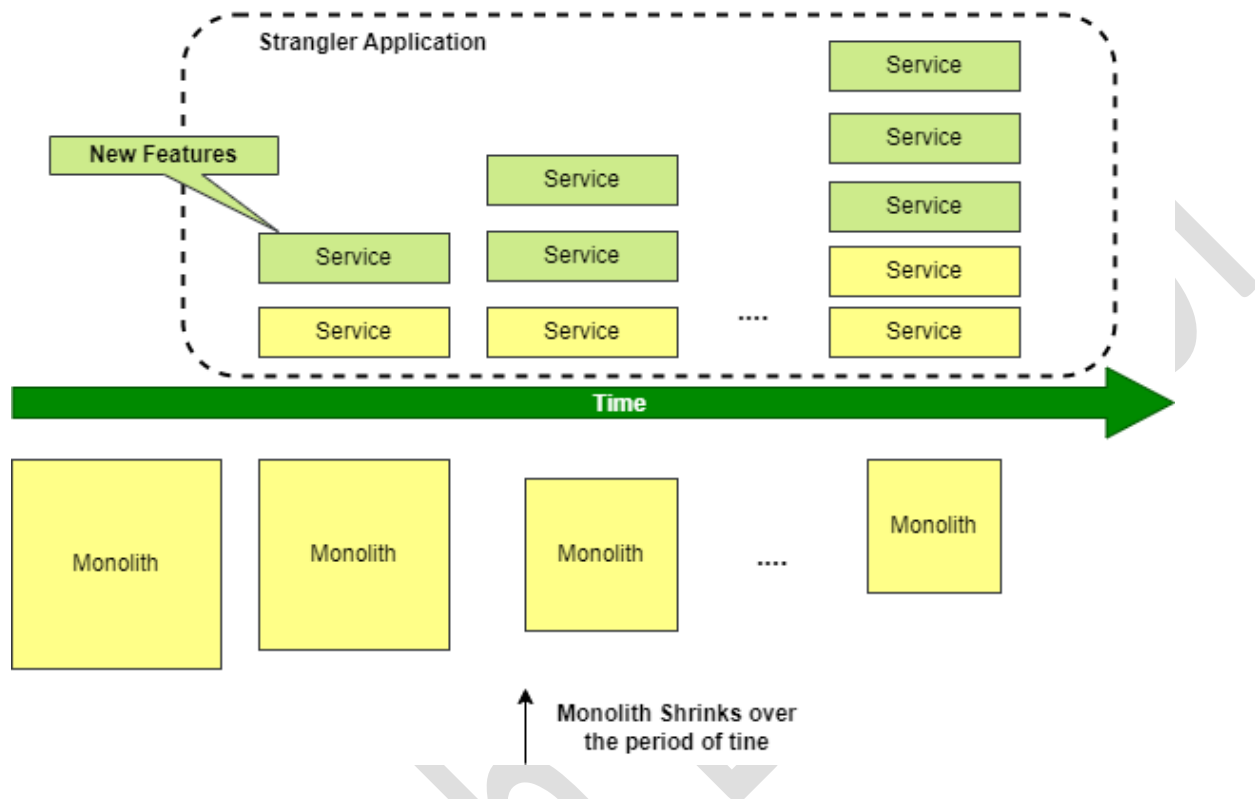 Strangler Application
Service
Service
New Features
Service
Service
Service
Service
Service
Service
Service
Service
....
Time
Monolith
Monolith
Monolith
....
Monolith
Monolith Shrinks over
the period of tine